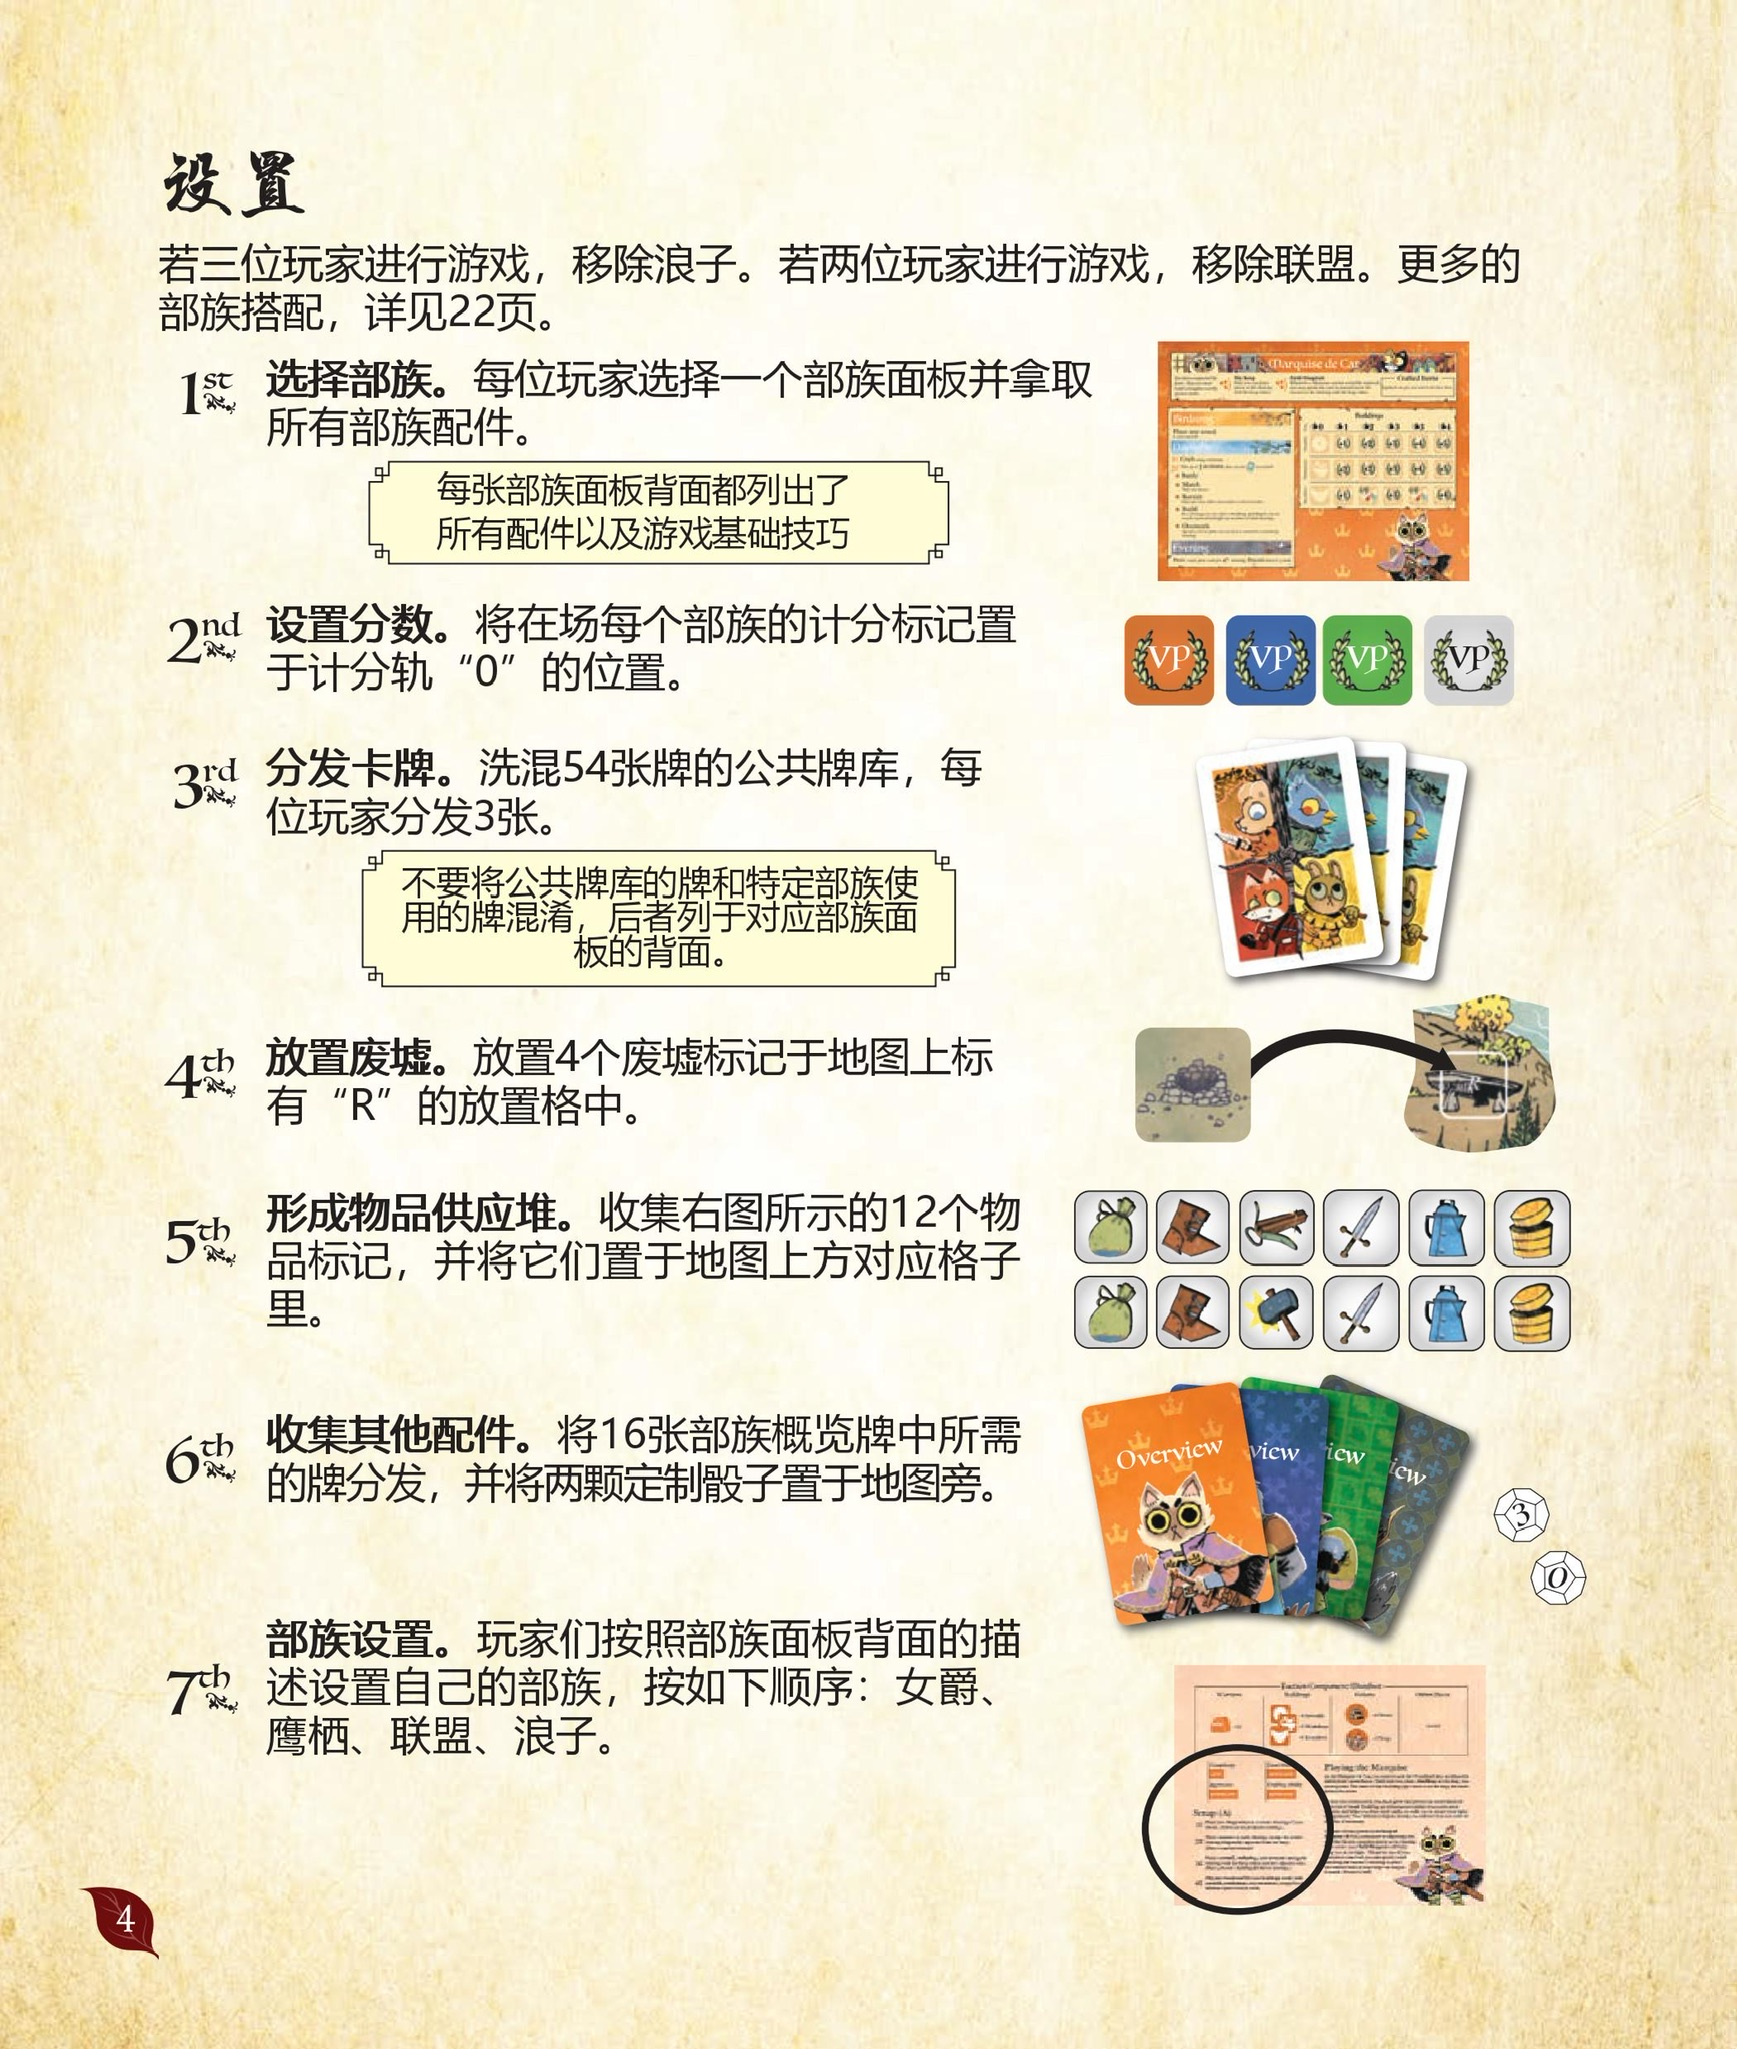 设置
若三位玩家进行游戏，移除浪子。若两位玩家进行游戏，移除联盟。更多的
部族搭配，详见22页。
1st
选择部族。每位玩家选择一个部族面板并拿取
所有部族配件。
Marquise de Cat
Crafted Items
Buildings
Birdsong
Evening
每张部族面板背面都列出了
所有配件以及游戏基础技巧
2nd
设置分数。将在场每个部族的计分标记置
于计分轨“0”的位置。
VP VP VP VP
3rd
分发卡牌。洗混54张牌的公共牌库，每
位玩家分发3张。
不要将公共牌库的牌和特定部族使
用的牌混淆，后者列于对应部族面
板的背面。
4th
放置废墟。放置4个废墟标记于地图上标
有“R”的放置格中。
R
5th
形成物品供应堆。收集右图所示的12个物
品标记，并将它们置于地图上方对应格子
里。
6th
收集其他配件。将16张部族概览牌中所需
的牌分发，并将两颗定制骰子置于地图旁。
Overview view iew iew
3
0
7th
部族设置。玩家们按照部族面板背面的描
述设置自己的部族，按如下顺序：女爵、
鹰栖、联盟、浪子。
Playing the Marquise
Setup (A)
4